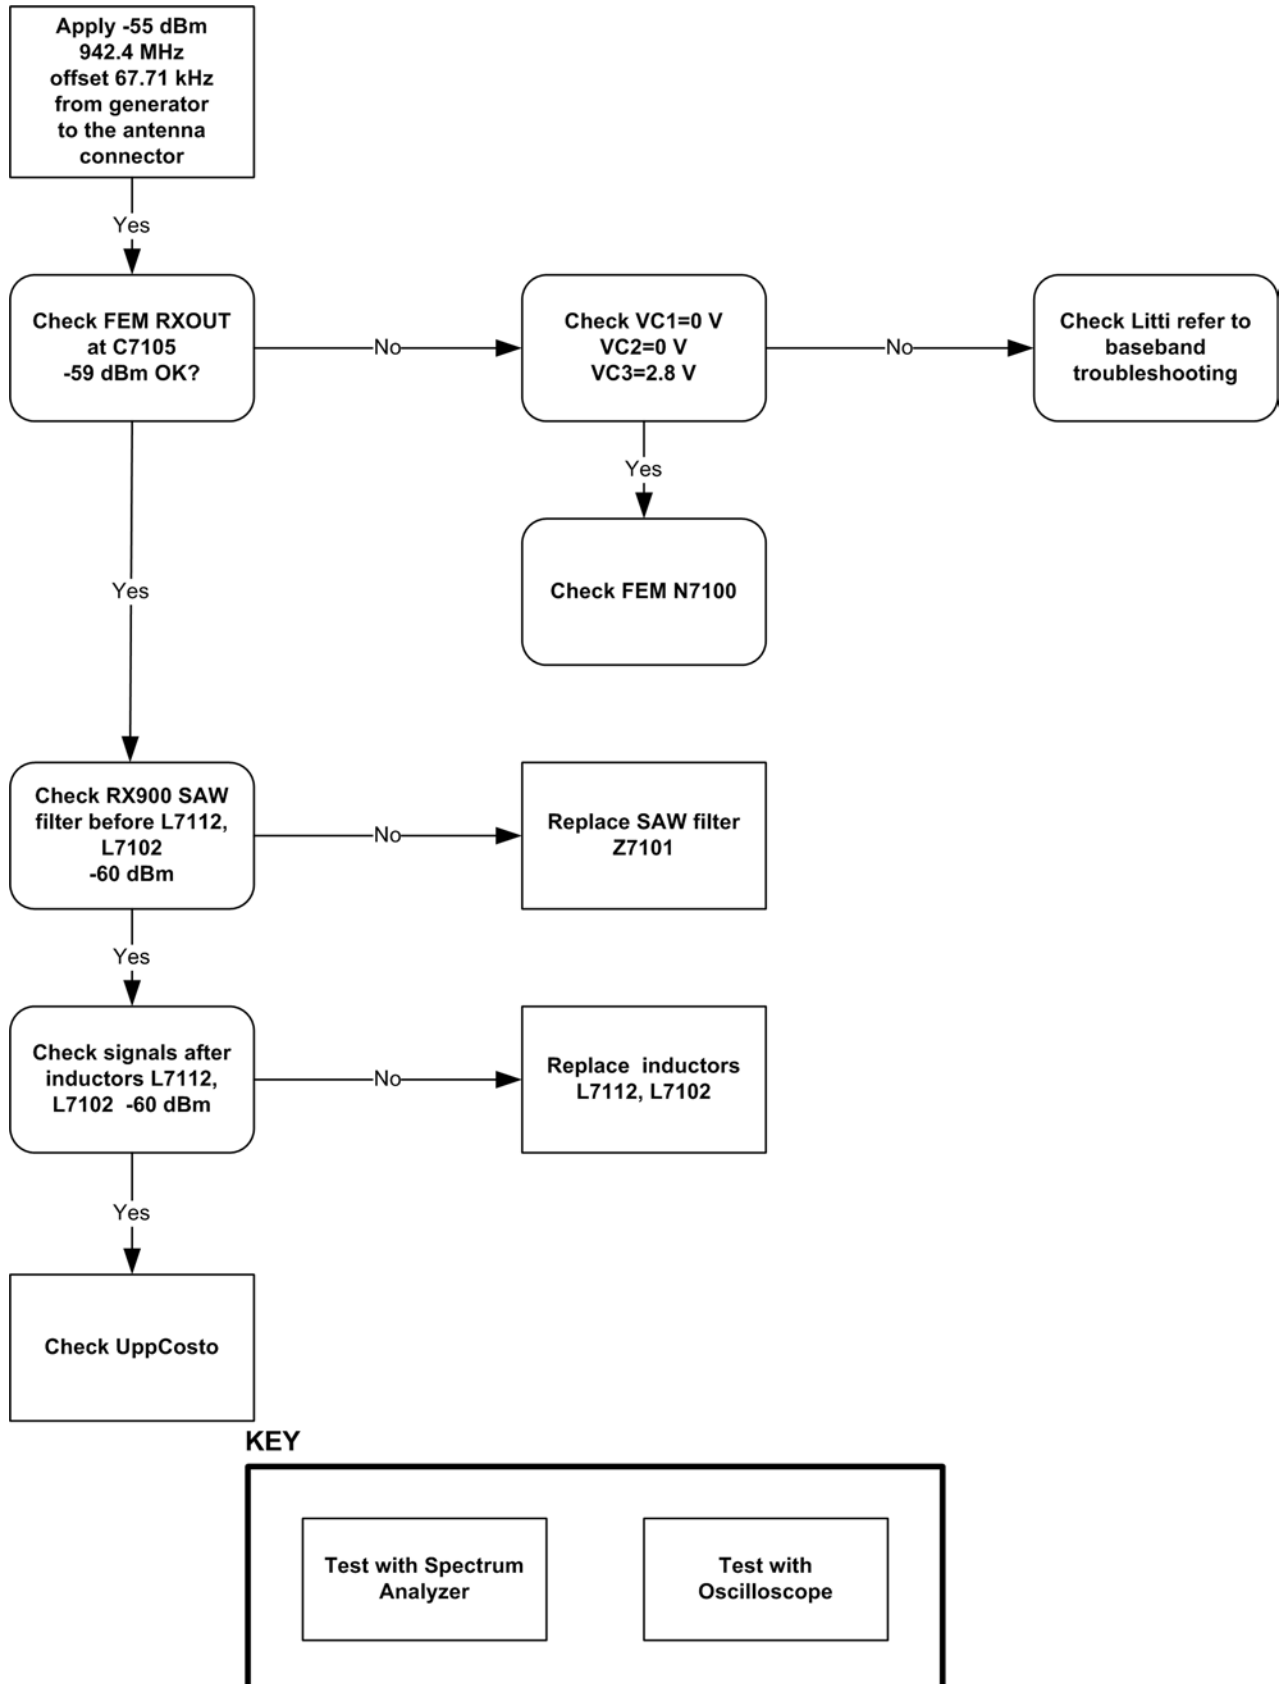 Apply -55 dBm
942.4 MHz
offset 67.71 kHz
from generator
to the antenna
connector
Yes
Check FEM RXOUT
at C7105
-59 dBm OK?
No
Check VC1=0 V
VC2=0 V
VC3=2.8 V
No
Check Litti refer to
baseband
troubleshooting
Yes
Check FEM N7100
Yes
Check RX900 SAW
filter before L7112,
L7102
-60 dBm
No
Replace SAW filter
Z7101
Yes
Check signals after
inductors L7112,
L7102 -60 dBm
No
Replace inductors
L7112, L7102
Yes
Check UppCosto
KEY
Test with Spectrum
Analyzer
Test with
Oscilloscope